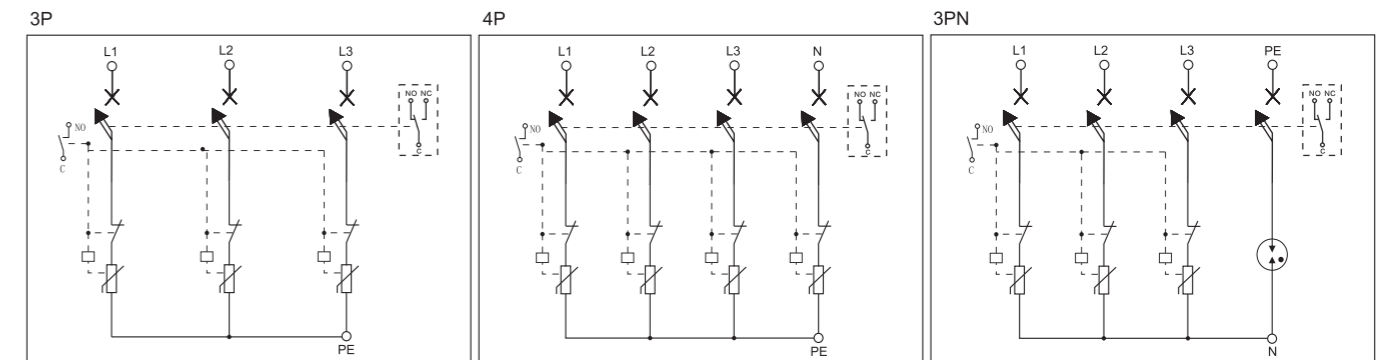 3P
4P
3PN
L1 L2 L3
NO NC
NO
C
C
PE
L1 L2 L3 N
NO NC
NO
C
C
PE
L1 L2 L3 PE
NO NC
NO
C
C
N